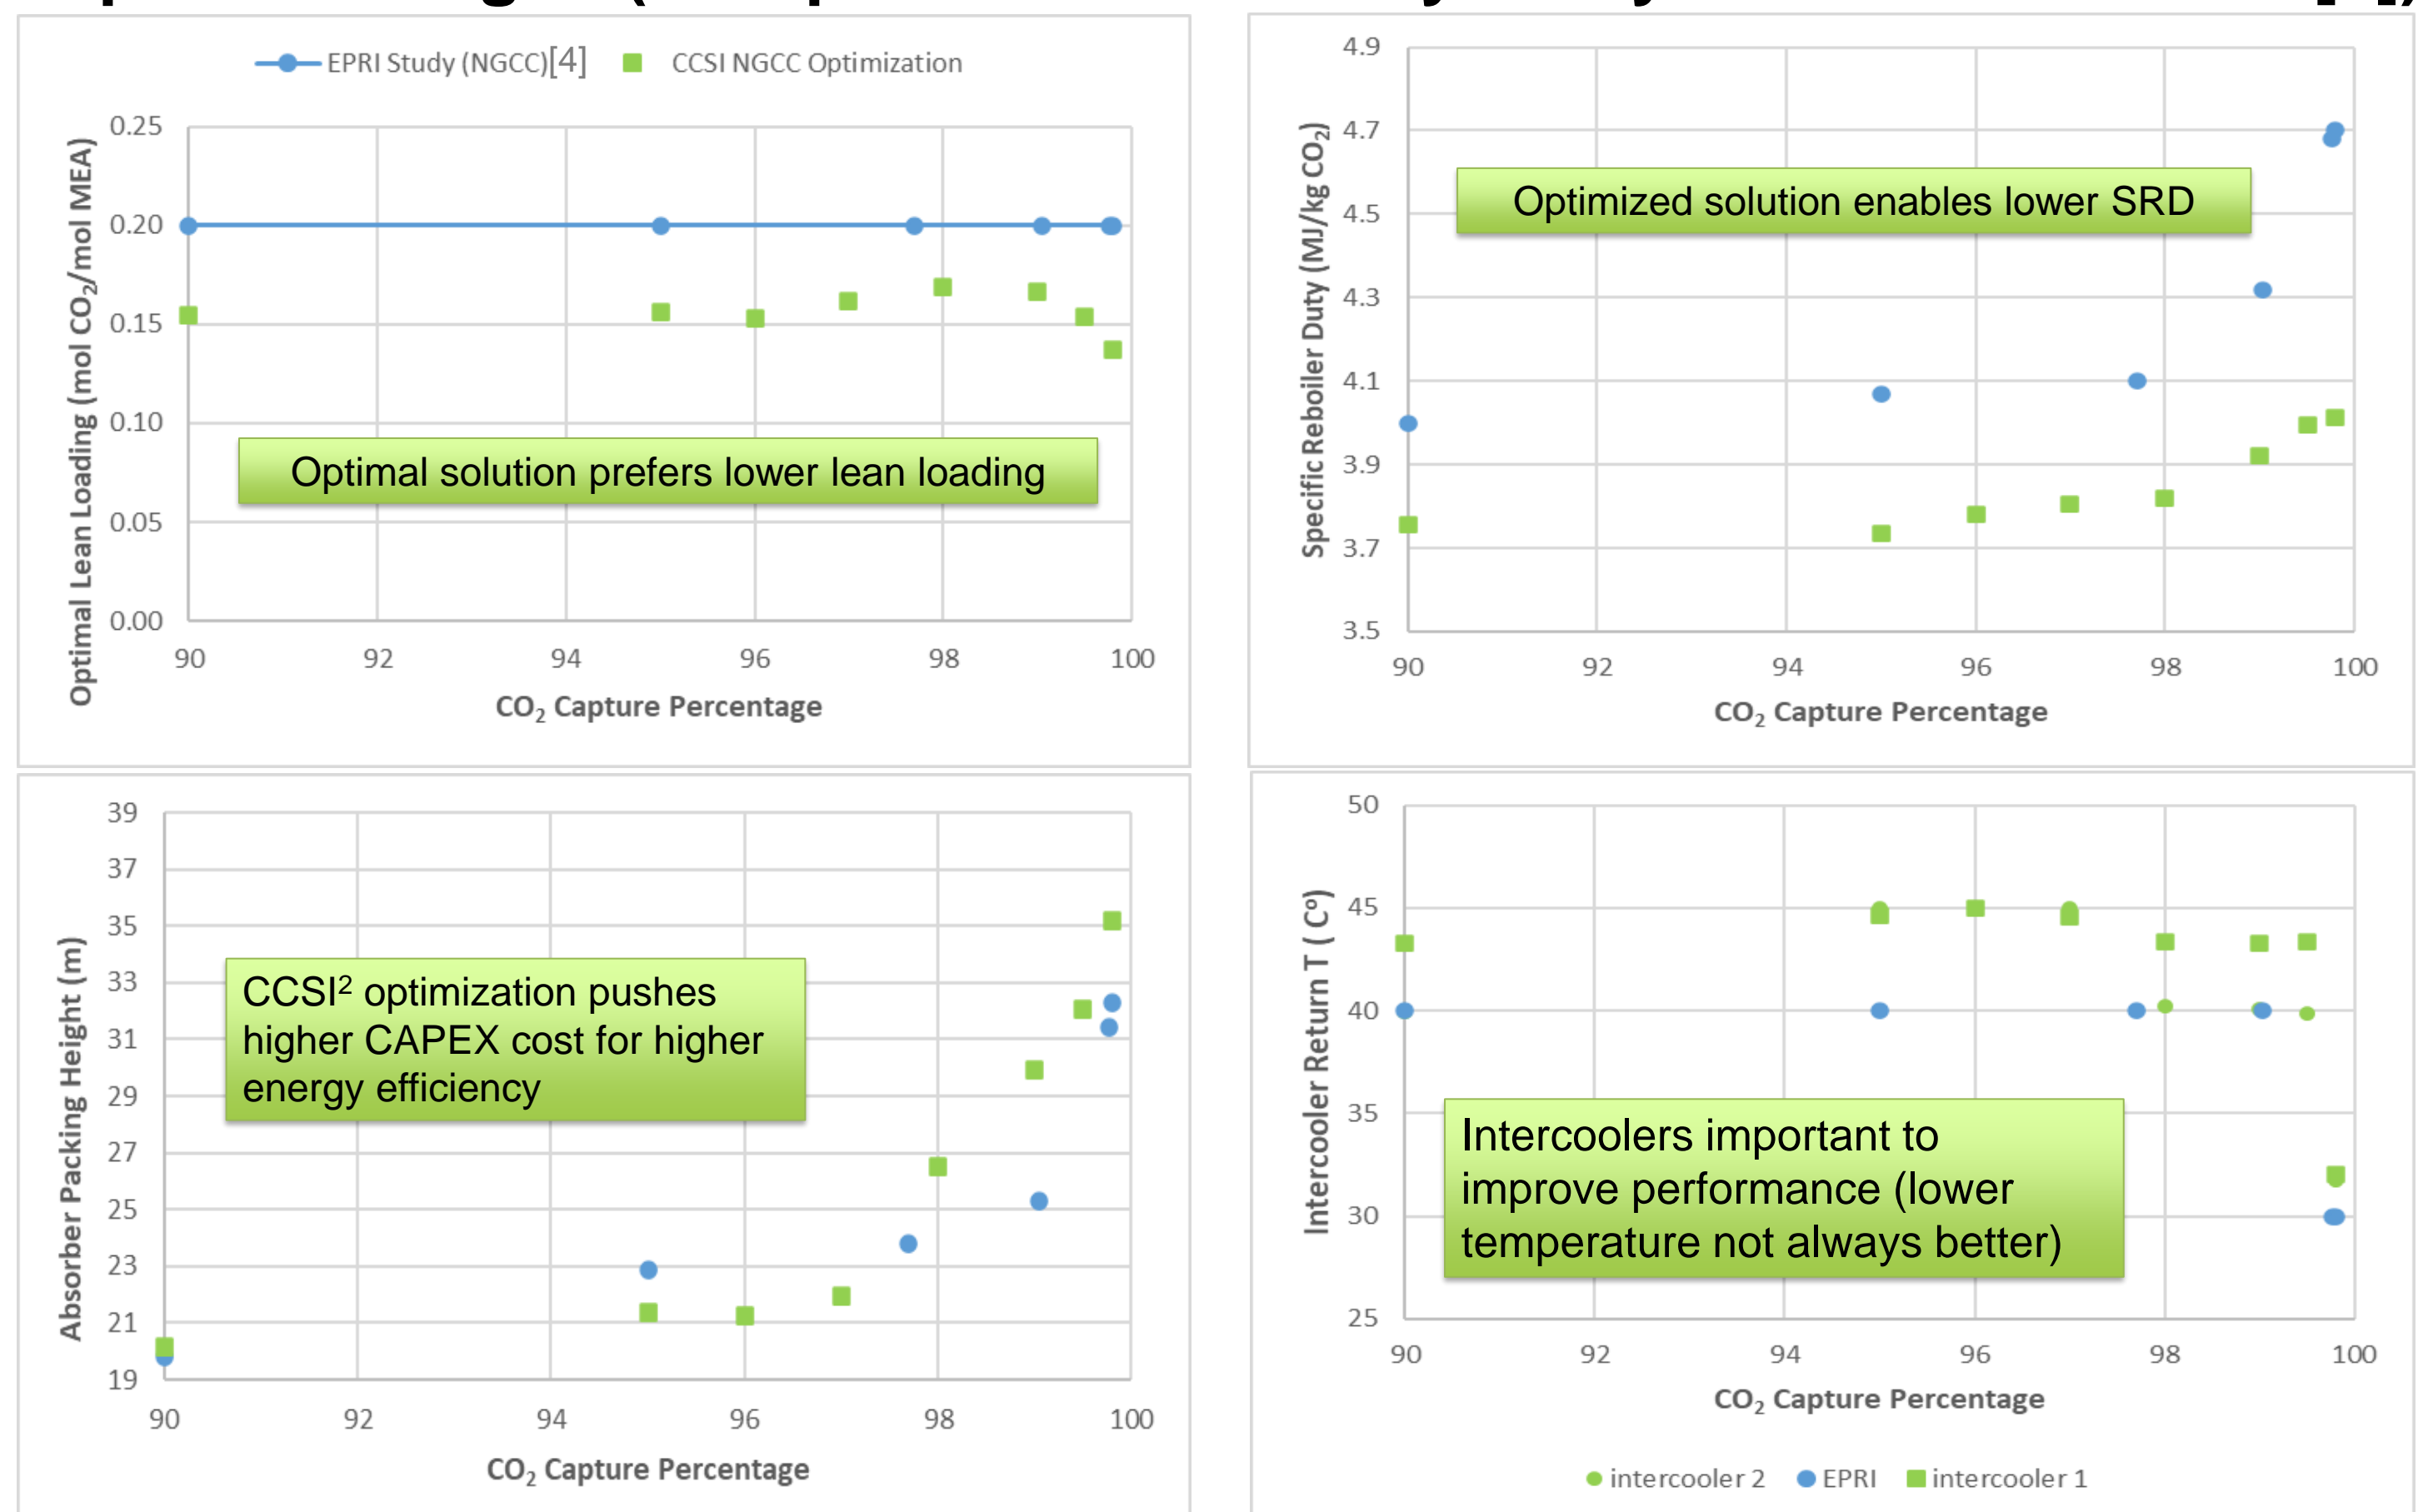 EPRI Study (NGCC)[4]
CCSI NGCC Optimization
Optimal Lean Loading (mol CO₂/mol MEA)
0.25
0.20
0.15
0.10
0.05
0.00
Optimal solution prefers lower lean loading
90 92 94 96 98 100
CO₂ Capture Percentage
Specific Reboiler Duty (MJ/kg CO₂)
4.9
4.7
4.5
4.3
4.1
3.9
3.7
3.5
Optimized solution enables lower SRD
90 92 94 96 98 100
CO₂ Capture Percentage
Absorber Packing Height (m)
39
37
35
33
31
29
27
25
23
21
19
CCSI² optimization pushes
higher CAPEX cost for higher
energy efficiency
90 92 94 96 98 100
CO₂ Capture Percentage
Intercooler Return T ( Cº)
50
45
40
35
30
25
Intercoolers important to
improve performance (lower
temperature not always better)
90 92 94 96 98 100
CO₂ Capture Percentage
intercooler 2 EPRI intercooler 1